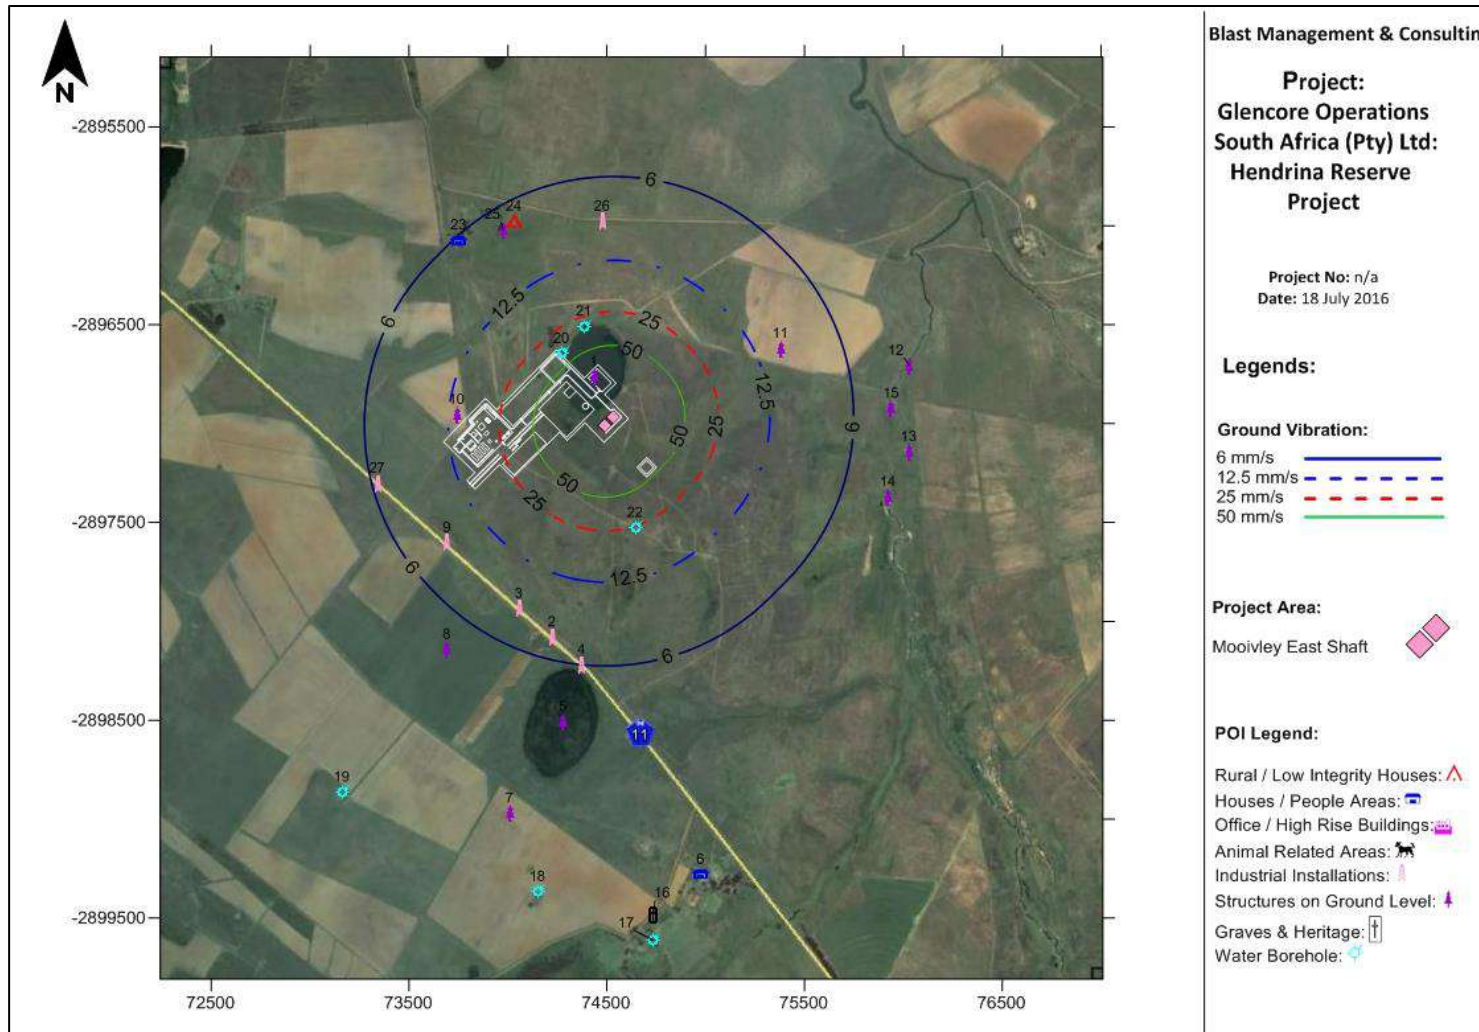 N
-2895500
-2896500
-2897500
-2898500
-2899500
72500
73500
74500
75500
76500
6
6
6
6
6
12.5
12.5
12.5
25
25
25
50
50
50
1
2
3
4
5
6
7
8
9
10
11
12
13
14
15
16
17
18
19
20
21
22
23
24
25
26
27
11
Blast Management & Consultin
Project:
Glencore Operations
South Africa (Pty) Ltd:
Hendrina Reserve
Project
Project No: n/a
Date: 18 July 2016
Legends:
Ground Vibration:
6 mm/s
12.5 mm/s
25 mm/s
50 mm/s
Project Area:
Mooivley East Shaft
POI Legend:
Rural / Low Integrity Houses:
Houses / People Areas:
Office / High Rise Buildings:
Animal Related Areas:
Industrial Installations:
Structures on Ground Level:
Graves & Heritage:
Water Borehole: